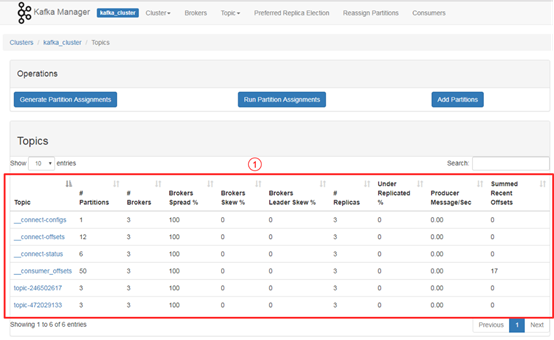 Kafka Manager kafka_cluster Cluster Brokers Topic Preferred Replica Election Reassign Partitions Consumers
Clusters / kafka_cluster / Topics
Operations
Generate Partition Assignments Run Partition Assignments Add Partitions
Topics
1
Show 10 entries Search:
Topic # Partitions # Brokers Brokers Spread % Brokers Skew % Brokers Leader Skew % # Replicas Under Replicated % Producer Message/Sec Summed Recent Offsets
__connect-configs 1 3 100 0 0 3 0 0.00 0
__connect-offsets 12 3 100 0 0 3 0 0.00 0
__connect-status 6 3 100 0 0 3 0 0.00 0
__consumer_offsets 50 3 100 0 0 3 0 0.00 17
topic-246502617 3 3 100 0 0 3 0 0.00 0
topic-472029133 3 3 100 0 0 3 0 0.00 0
Showing 1 to 6 of 6 entries Previous 1 Next